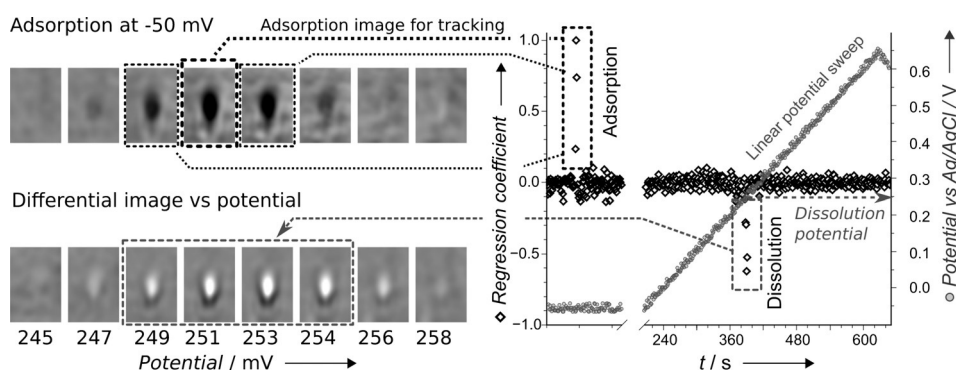 Adsorption at -50 mV
Adsorption image for tracking
Differential image vs potential
245 247 249 251 253 254 256 258
Potential / mV
Regression coefficient
1.0
0.5
0.0
−0.5
−1.0
Adsorption
Linear potential sweep
Dissolution
potential
Dissolution
240 360 480 600
t / s
0.6
0.5
0.4
0.3
0.2
0.1
0.0
Potential vs Ag/AgCl / V